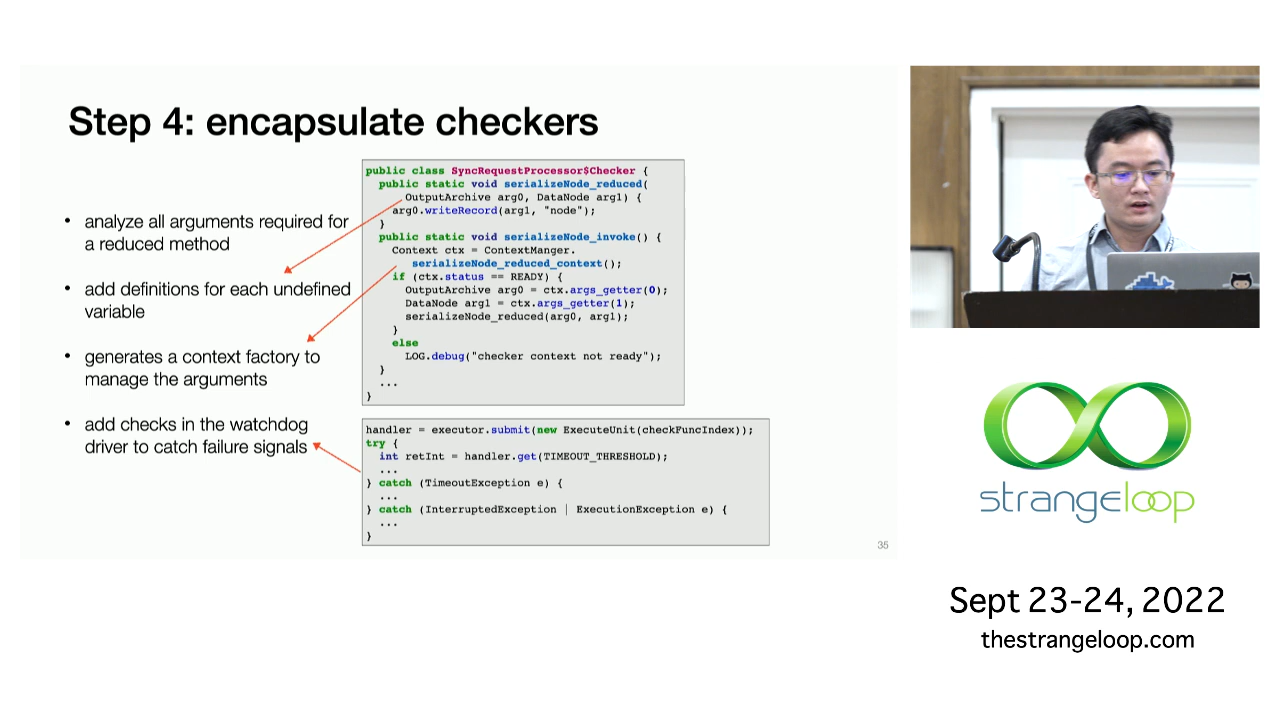 Step 4: encapsulate checkers
• analyze all arguments required for
a reduced method
• add definitions for each undefined
variable
• generates a context factory to
manage the arguments
• add checks in the watchdog
driver to catch failure signals
public class SyncRequestProcessor$Checker {
public static void serializeNode_reduced(
OutputArchive arg0, DataNode arg1) {
arg0.writeRecord(arg1, "node");
}
public static void serializeNode_invoke() {
Context ctx = ContextManger.
serializeNode_reduced_context();
if (ctx.status == READY) {
OutputArchive arg0 = ctx.args_getter(0);
DataNode arg1 = ctx.args_getter(1);
serializeNode_reduced(arg0, arg1);
}
else
LOG.debug("checker context not ready");
}
...
}
handler = executor.submit(new ExecuteUnit(checkFuncIndex));
try {
int retInt = handler.get(TIMEOUT_THRESHOLD);
...
} catch (TimeoutException e) {
...
} catch (InterruptedException | ExecutionException e) {
...
}
35
strangeloop
Sept 23-24, 2022
thestrangeloop.com